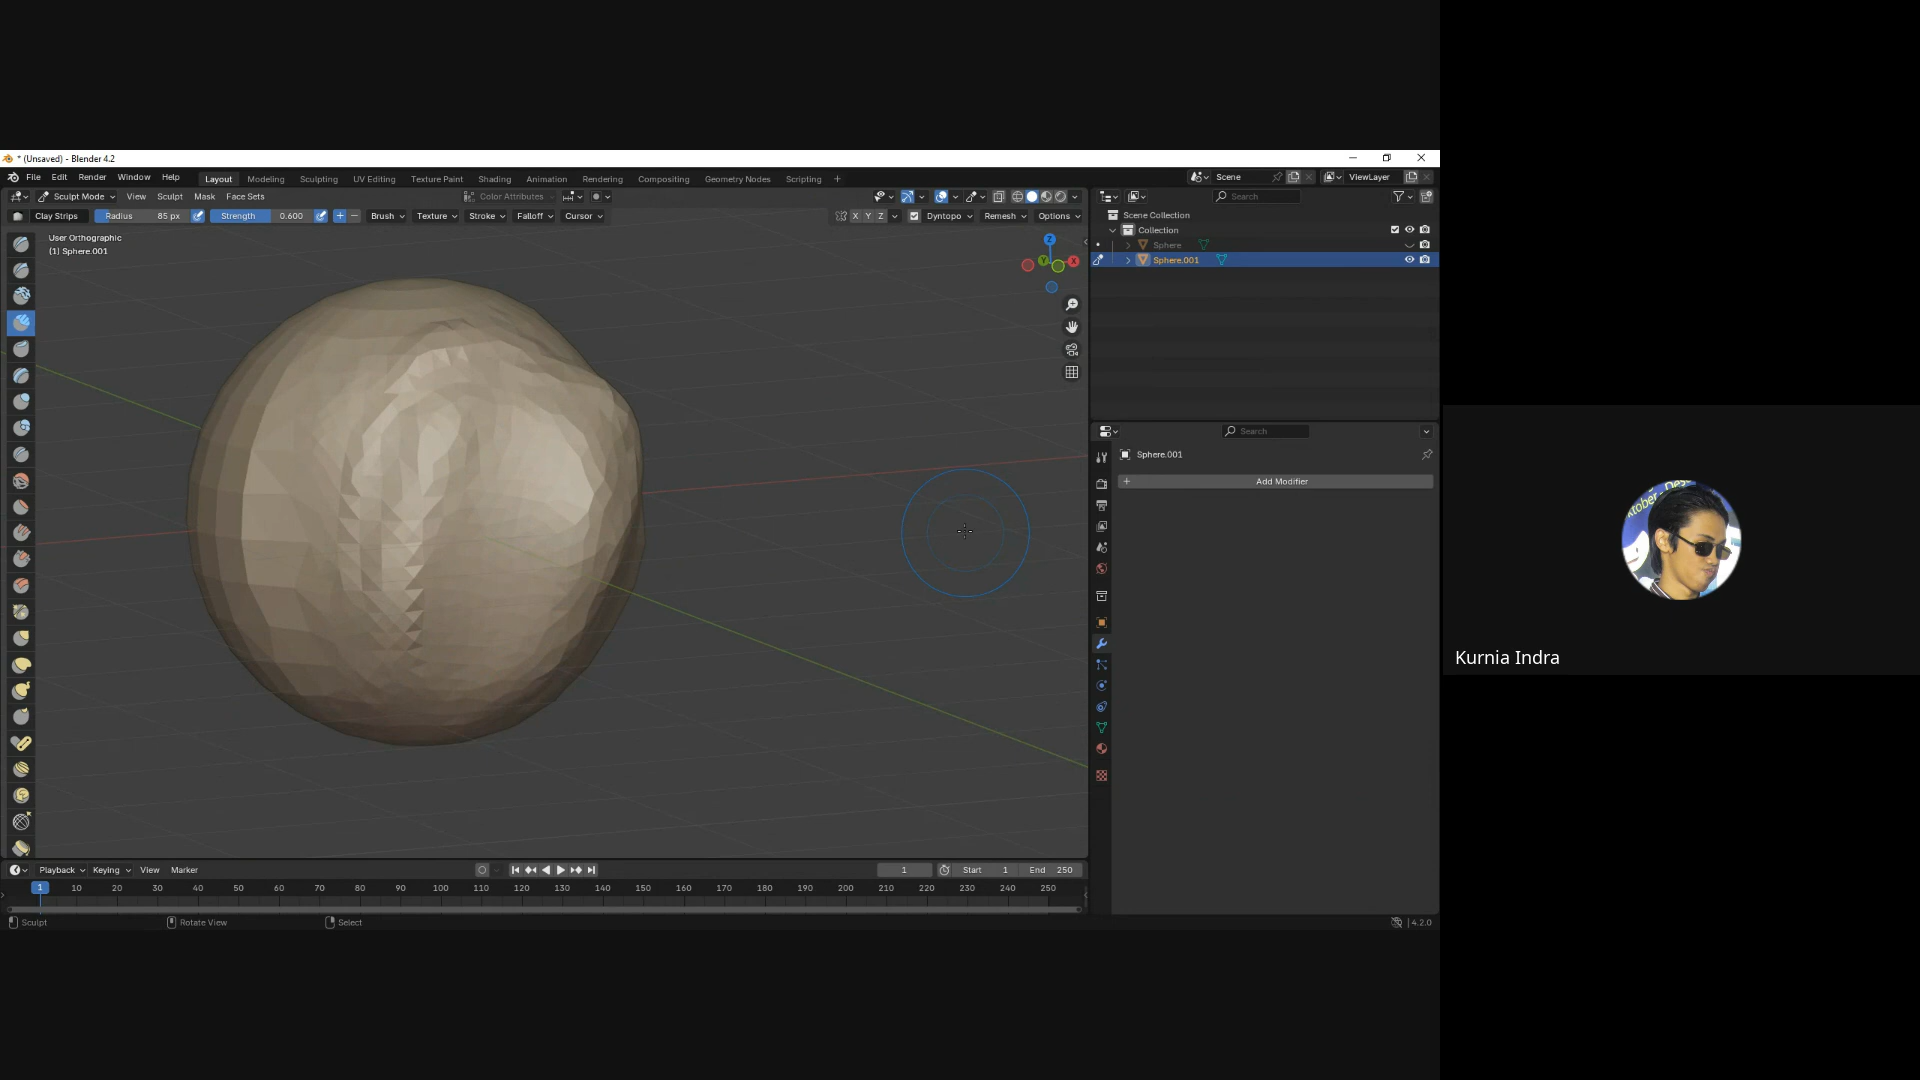 * (Unsaved) - Blender 4.2
File Edit Render Window Help
Layout Modeling Sculpting UV Editing Texture Paint Shading Animation Rendering Compositing Geometry Nodes Scripting +
Scene
ViewLayer
Sculpt Mode View Sculpt Mask Face Sets
Color Attributes
Search
Clay Strips Radius 85 px Strength 0.600 + − Brush Texture Stroke Falloff Cursor
X Y Z Dyntopo Remesh Options
Scene Collection
Collection
Sphere
Sphere.001
User Orthographic
(1) Sphere.001
Z
Y
X
Search
Sphere.001
+ Add Modifier
Kurnia Indra
Playback Keying View Marker
1 Start 1 End 250
1 10 20 30 40 50 60 70 80 90 100 110 120 130 140 150 160 170 180 190 200 210 220 230 240 250
Sculpt Rotate View Select
4.2.0